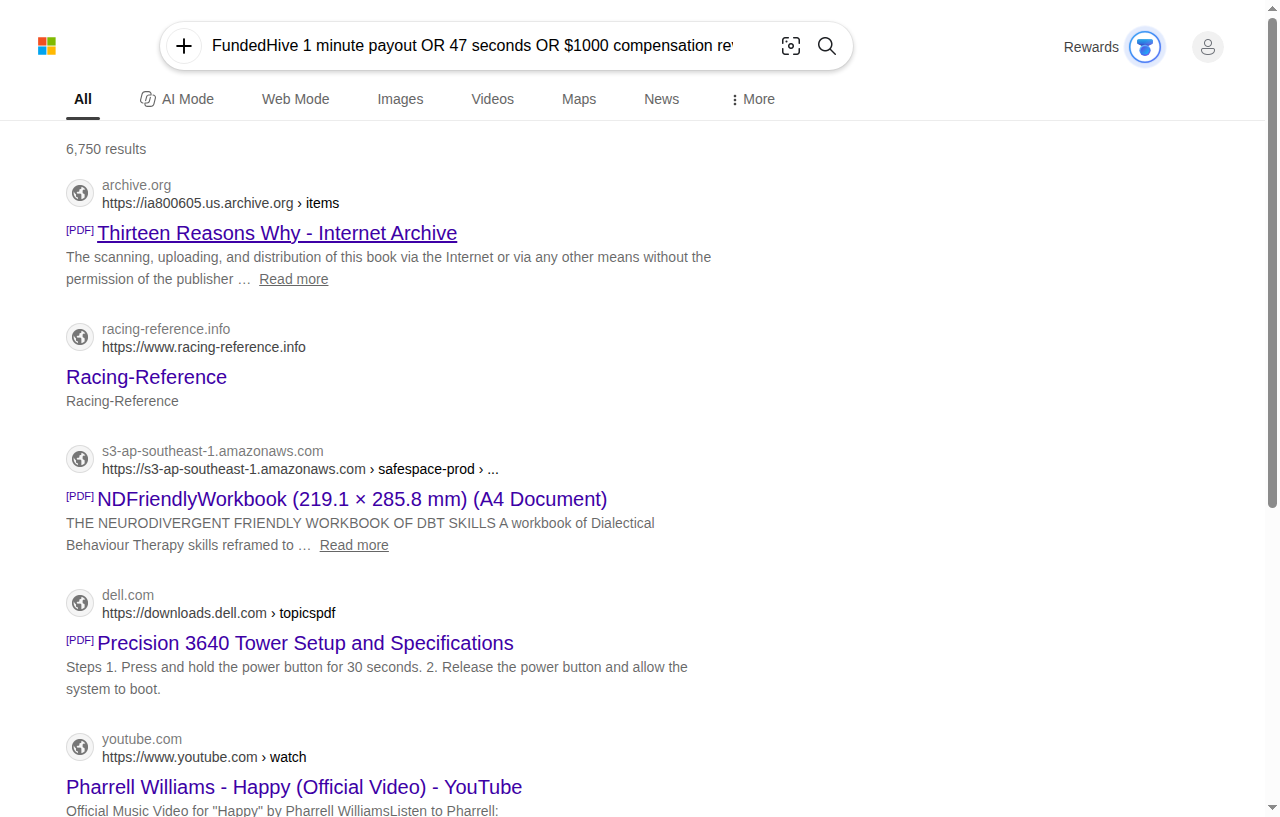 FundedHive 1 minute payout OR 47 seconds OR $1000 compensation rev
Rewards
All
AI Mode
Web Mode
Images
Videos
Maps
News
More
6,750 results
archive.org
https://ia800605.us.archive.org › items
[PDF] Thirteen Reasons Why - Internet Archive
The scanning, uploading, and distribution of this book via the Internet or via any other means without the
permission of the publisher … Read more
racing-reference.info
https://www.racing-reference.info
Racing-Reference
Racing-Reference
s3-ap-southeast-1.amazonaws.com
https://s3-ap-southeast-1.amazonaws.com › safespace-prod › ...
[PDF] NDFriendlyWorkbook (219.1 × 285.8 mm) (A4 Document)
THE NEURODIVERGENT FRIENDLY WORKBOOK OF DBT SKILLS A workbook of Dialectical
Behaviour Therapy skills reframed to … Read more
dell.com
https://downloads.dell.com › topicspdf
[PDF] Precision 3640 Tower Setup and Specifications
Steps 1. Press and hold the power button for 30 seconds. 2. Release the power button and allow the
system to boot.
youtube.com
https://www.youtube.com › watch
Pharrell Williams - Happy (Official Video) - YouTube
Official Music Video for "Happy" by Pharrell WilliamsListen to Pharrell: